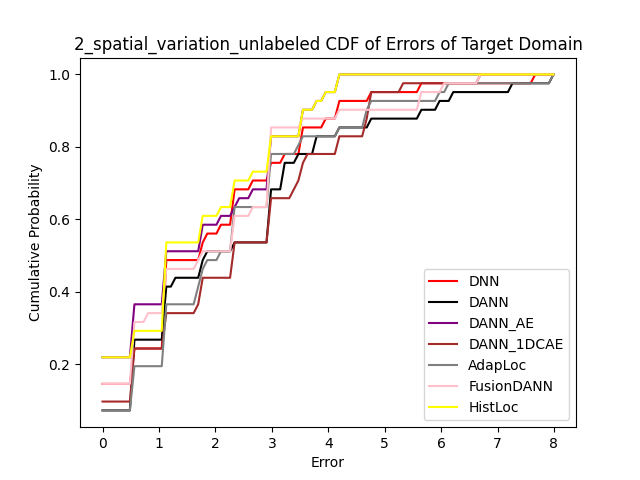 2_spatial_variation_unlabeled CDF of Errors of Target Domain
1.0
0.8
0.6
0.4
0.2
Cumulative Probability
DNN
DANN
DANN_AE
DANN_1DCAE
AdapLoc
FusionDANN
HistLoc
0 1 2 3 4 5 6 7 8
Error